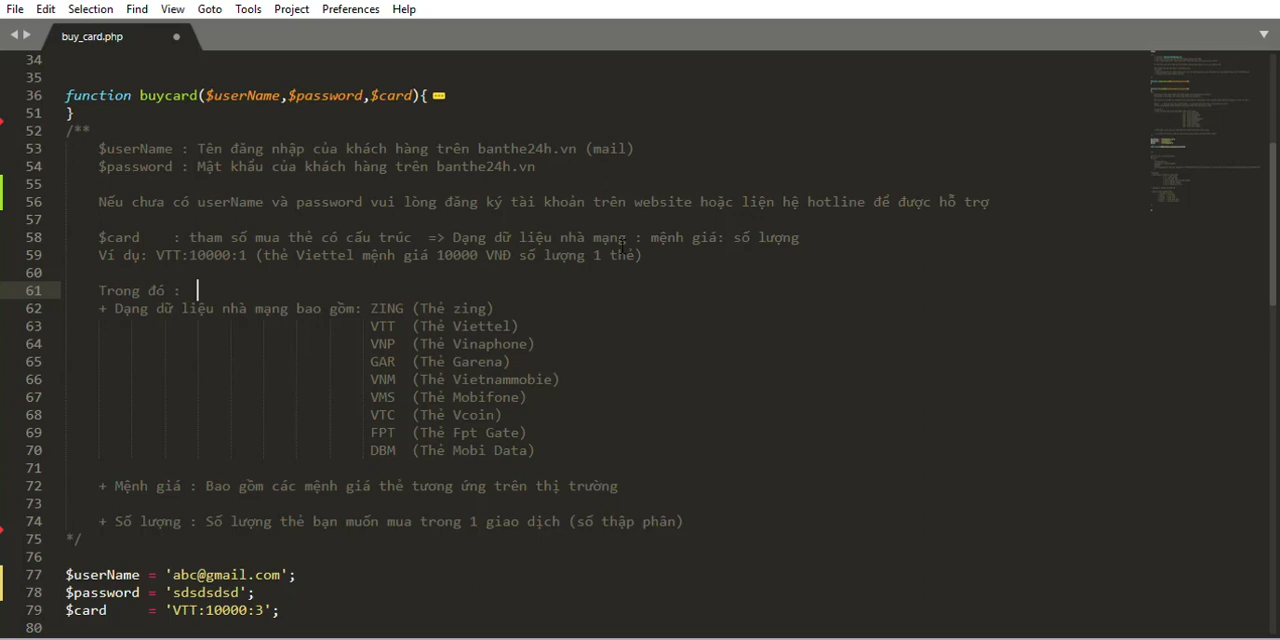 File Edit Selection Find View Goto Tools Project Preferences Help
buy_card.php
34
35
36 function buycard($userName,$password,$card){
51 }
52 /**
53 $userName : Tên đăng nhập của khách hàng trên banthe24h.vn (mail)
54 $password : Mật khẩu của khách hàng trên banthe24h.vn
55
56 Nếu chưa có userName và password vui lòng đăng ký tài khoản trên website hoặc liện hệ hotline để được hỗ trợ
57
58 $card : tham số mua thẻ có cấu trúc => Dạng dữ liệu nhà mạng : mệnh giá: số lượng
59 Ví dụ: VTT:10000:1 (thẻ Viettel mệnh giá 10000 VNĐ số lượng 1 thẻ)
60
61 Trong đó :
62 + Dạng dữ liệu nhà mạng bao gồm: ZING (Thẻ zing)
63 VTT (Thẻ Viettel)
64 VNP (Thẻ Vinaphone)
65 GAR (Thẻ Garena)
66 VNM (Thẻ Vietnammobie)
67 VMS (Thẻ Mobifone)
68 VTC (Thẻ Vcoin)
69 FPT (Thẻ Fpt Gate)
70 DBM (Thẻ Mobi Data)
71
72 + Mệnh giá : Bao gồm các mệnh giá thẻ tương ứng trên thị trường
73
74 + Số lượng : Số lượng thẻ bạn muốn mua trong 1 giao dịch (số thập phân)
75 */
76
77 $userName = 'abc@gmail.com';
78 $password = 'sdsdsdsd';
79 $card = 'VTT:10000:3';
80